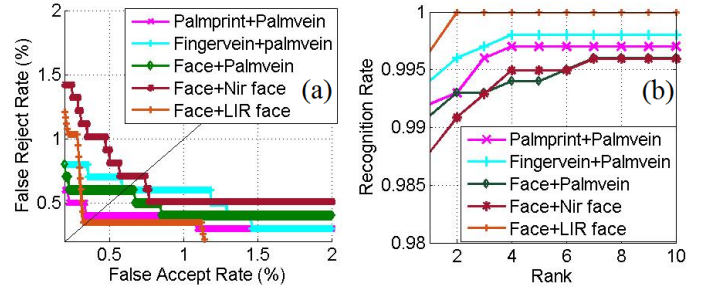 2
1.5
1
0.5
0.5
1
1.5
2
False Reject Rate (%)
False Accept Rate (%)
Palmprint+Palmvein
Fingervein+palmvein
Face+Palmvein
Face+Nir face
Face+LIR face
(a)
1
0.995
0.99
0.985
0.98
2
4
6
8
10
Recognition Rate
Rank
(b)
Palmprint+Palmvein
Fingervein+Palmvein
Face+Palmvein
Face+Nir face
Face+LIR face